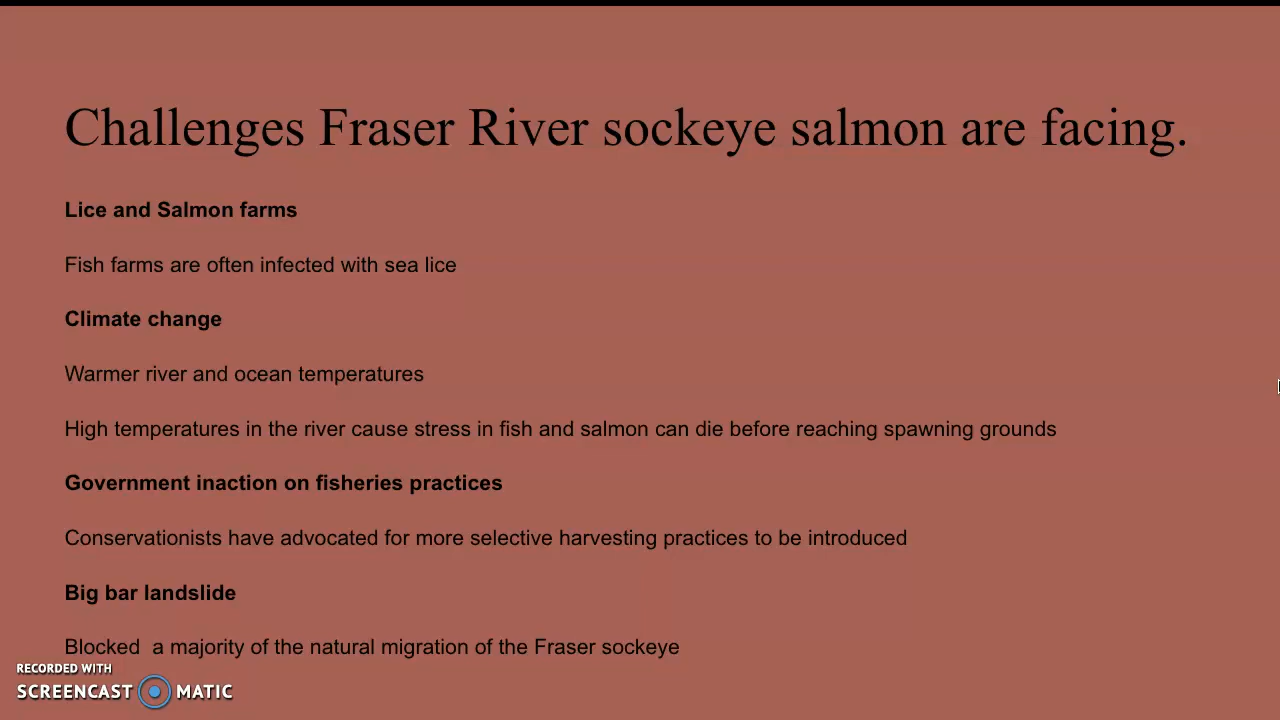 Challenges Fraser River sockeye salmon are facing.
Lice and Salmon farms
Fish farms are often infected with sea lice
Climate change
Warmer river and ocean temperatures
High temperatures in the river cause stress in fish and salmon can die before reaching spawning grounds
Government inaction on fisheries practices
Conservationists have advocated for more selective harvesting practices to be introduced
Big bar landslide
Blocked  a majority of the natural migration of the Fraser sockeye
RECORDED WITH
SCREENCAST MATIC